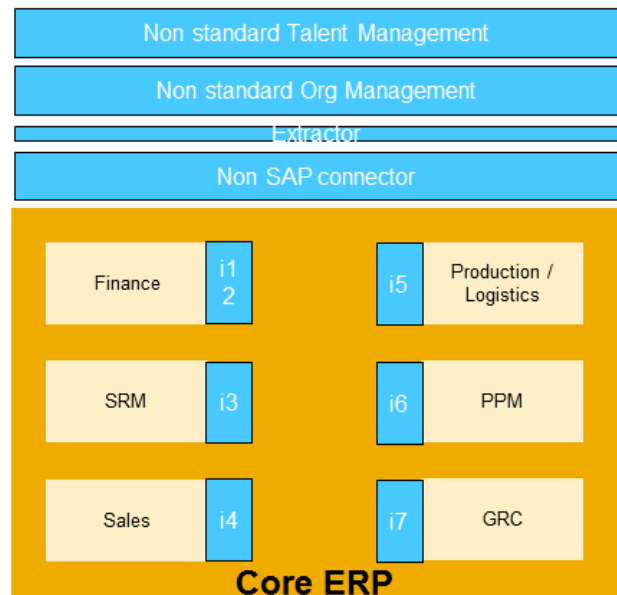 Non standard Talent Management
Non standard Org Management
Extractor
Non SAP connector
Finance
i1
2
i5
Production /
Logistics
SRM
i3
i6
PPM
Sales
i4
i7
GRC
Core ERP